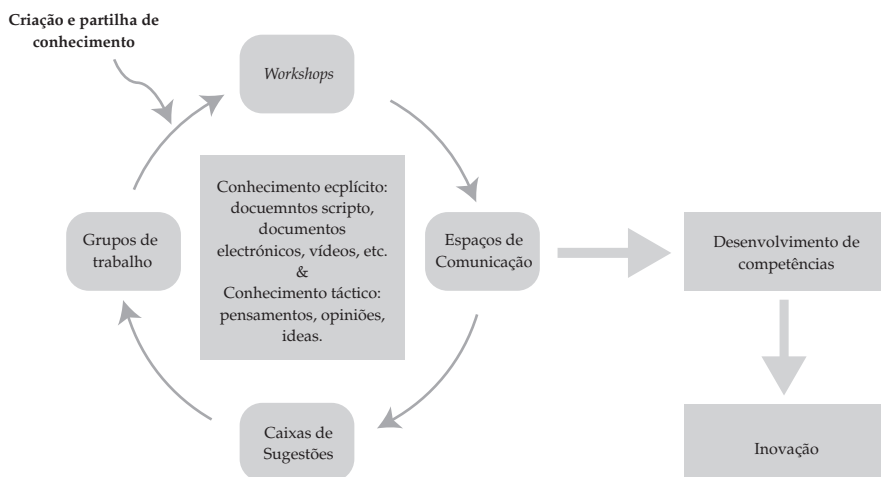 Criação e partilha de
conhecimento
Workshops
Conhecimento ecplícito:
docuemntos scripto,
documentos
electrónicos, vídeos, etc.
&
Conhecimento táctico:
pensamentos, opiniões,
ideas.
Grupos de
trabalho
Espaços de
Comunicação
Desenvolvimento de
competências
Caixas de
Sugestões
Inovação